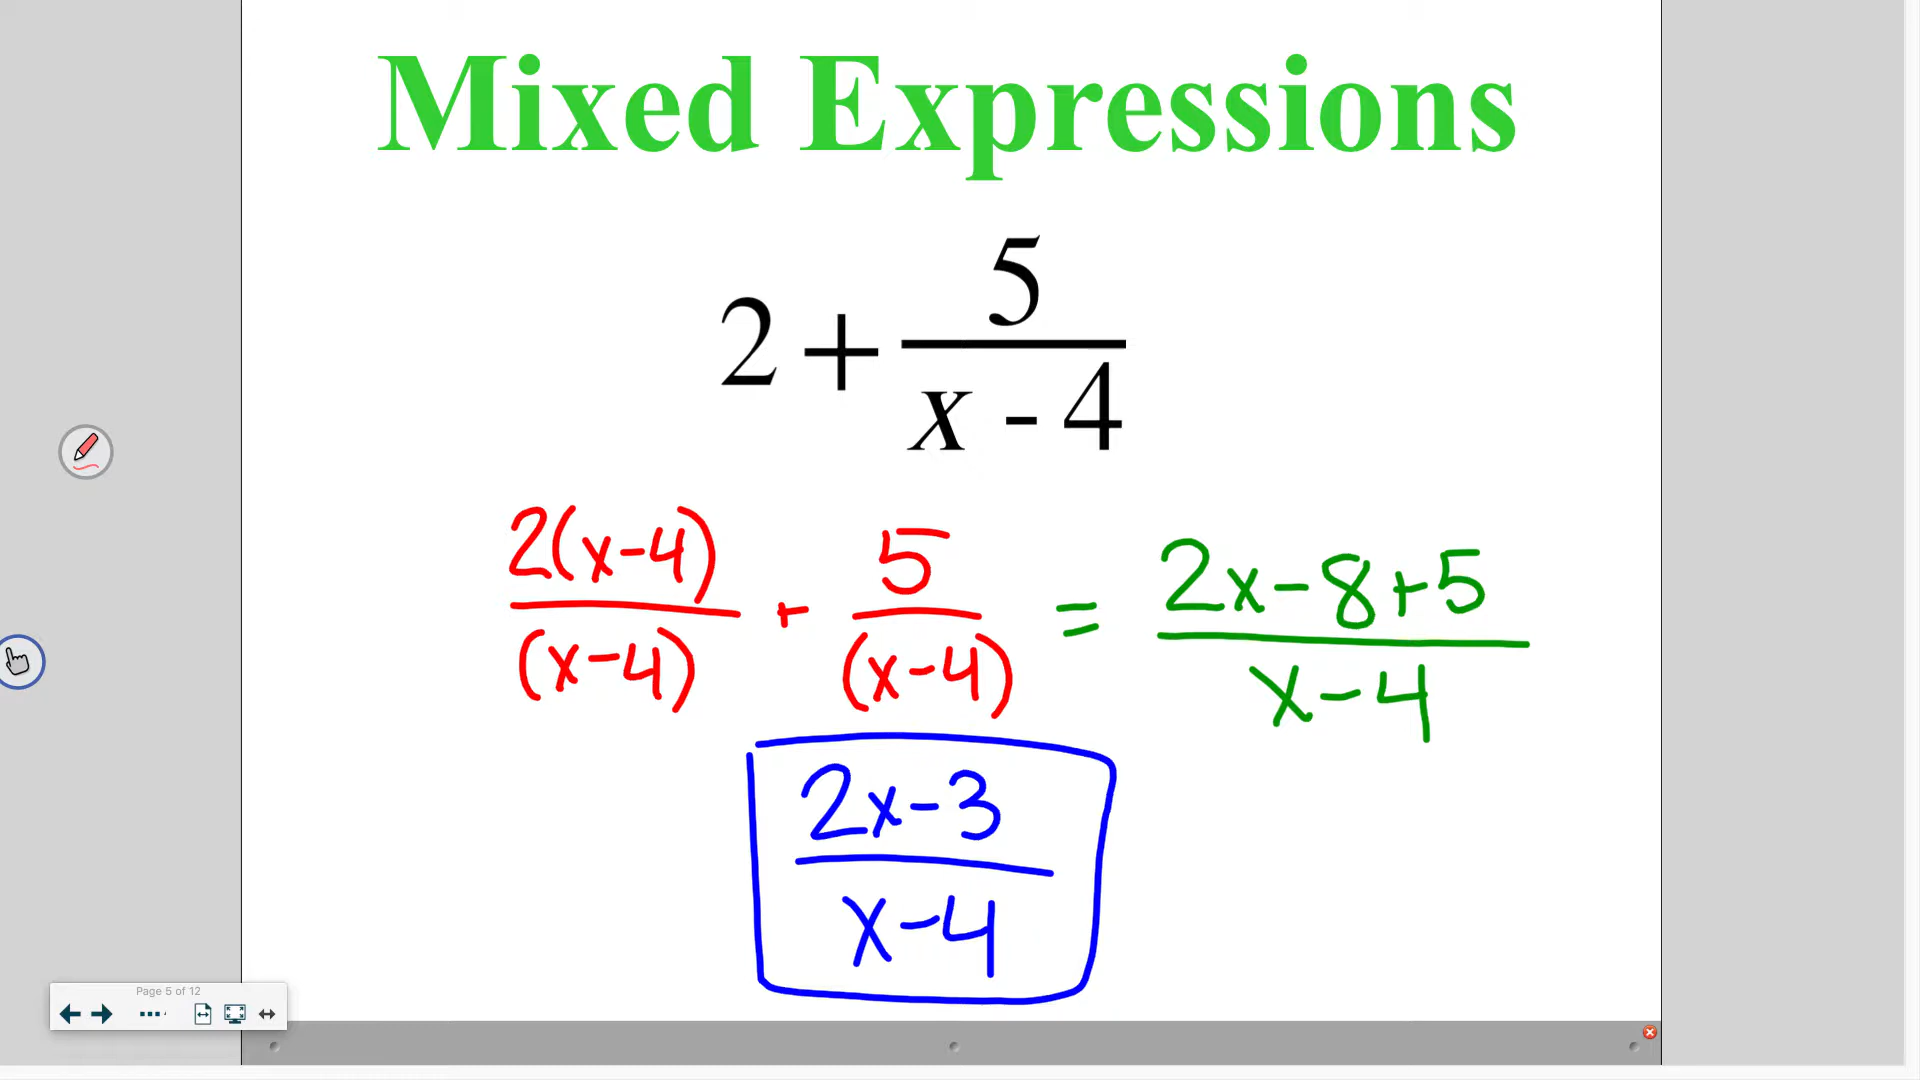 Mixed Expressions
2 + 5/(x - 4)
2(x-4)/(x-4) + 5/(x-4) = (2x-8+5)/(x-4)
(2x-3)/(x-4)
Page 5 of 12